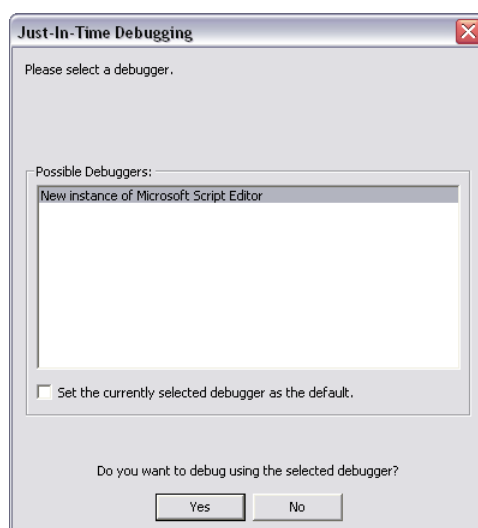 Just-In-Time Debugging
Please select a debugger.
Possible Debuggers:
New instance of Microsoft Script Editor
Set the currently selected debugger as the default.
Do you want to debug using the selected debugger?
Yes
No